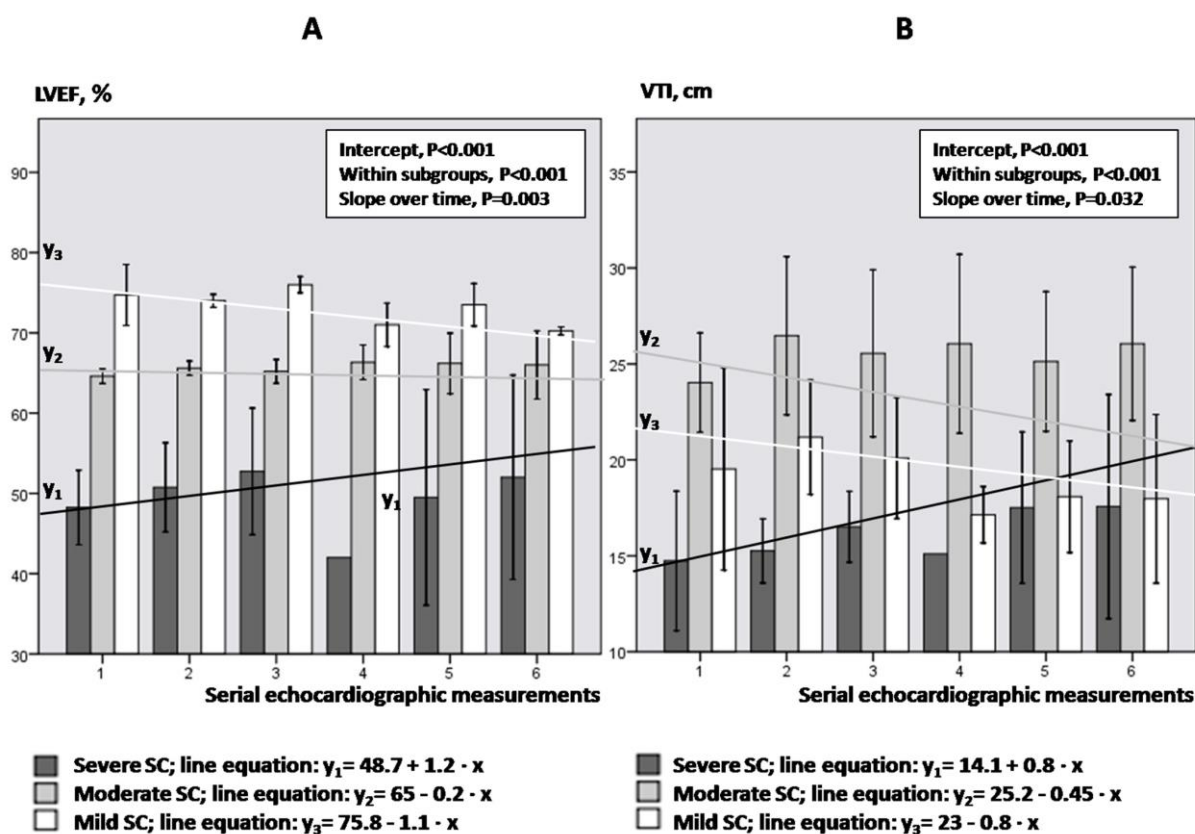 A
B
LVEF, %
VTI, cm
Intercept, P<0.001
Within subgroups, P<0.001
Slope over time, P=0.003
Intercept, P<0.001
Within subgroups, P<0.001
Slope over time, P=0.032
90
80
70
60
50
40
30
y₃
y₂
y₁
y₁
1 2 3 4 5 6
Serial echocardiographic measurements
35
30
25
20
15
10
y₂
y₃
y₁
1 2 3 4 5 6
Serial echocardiographic measurements
Severe SC; line equation: y₁= 48.7 + 1.2 · x
Moderate SC; line equation: y₂= 65 – 0.2 · x
Mild SC; line equation: y₃= 75.8 – 1.1 · x
Severe SC; line equation: y₁= 14.1 + 0.8 · x
Moderate SC; line equation: y₂= 25.2 – 0.45 · x
Mild SC; line equation: y₃= 23 – 0.8 · x